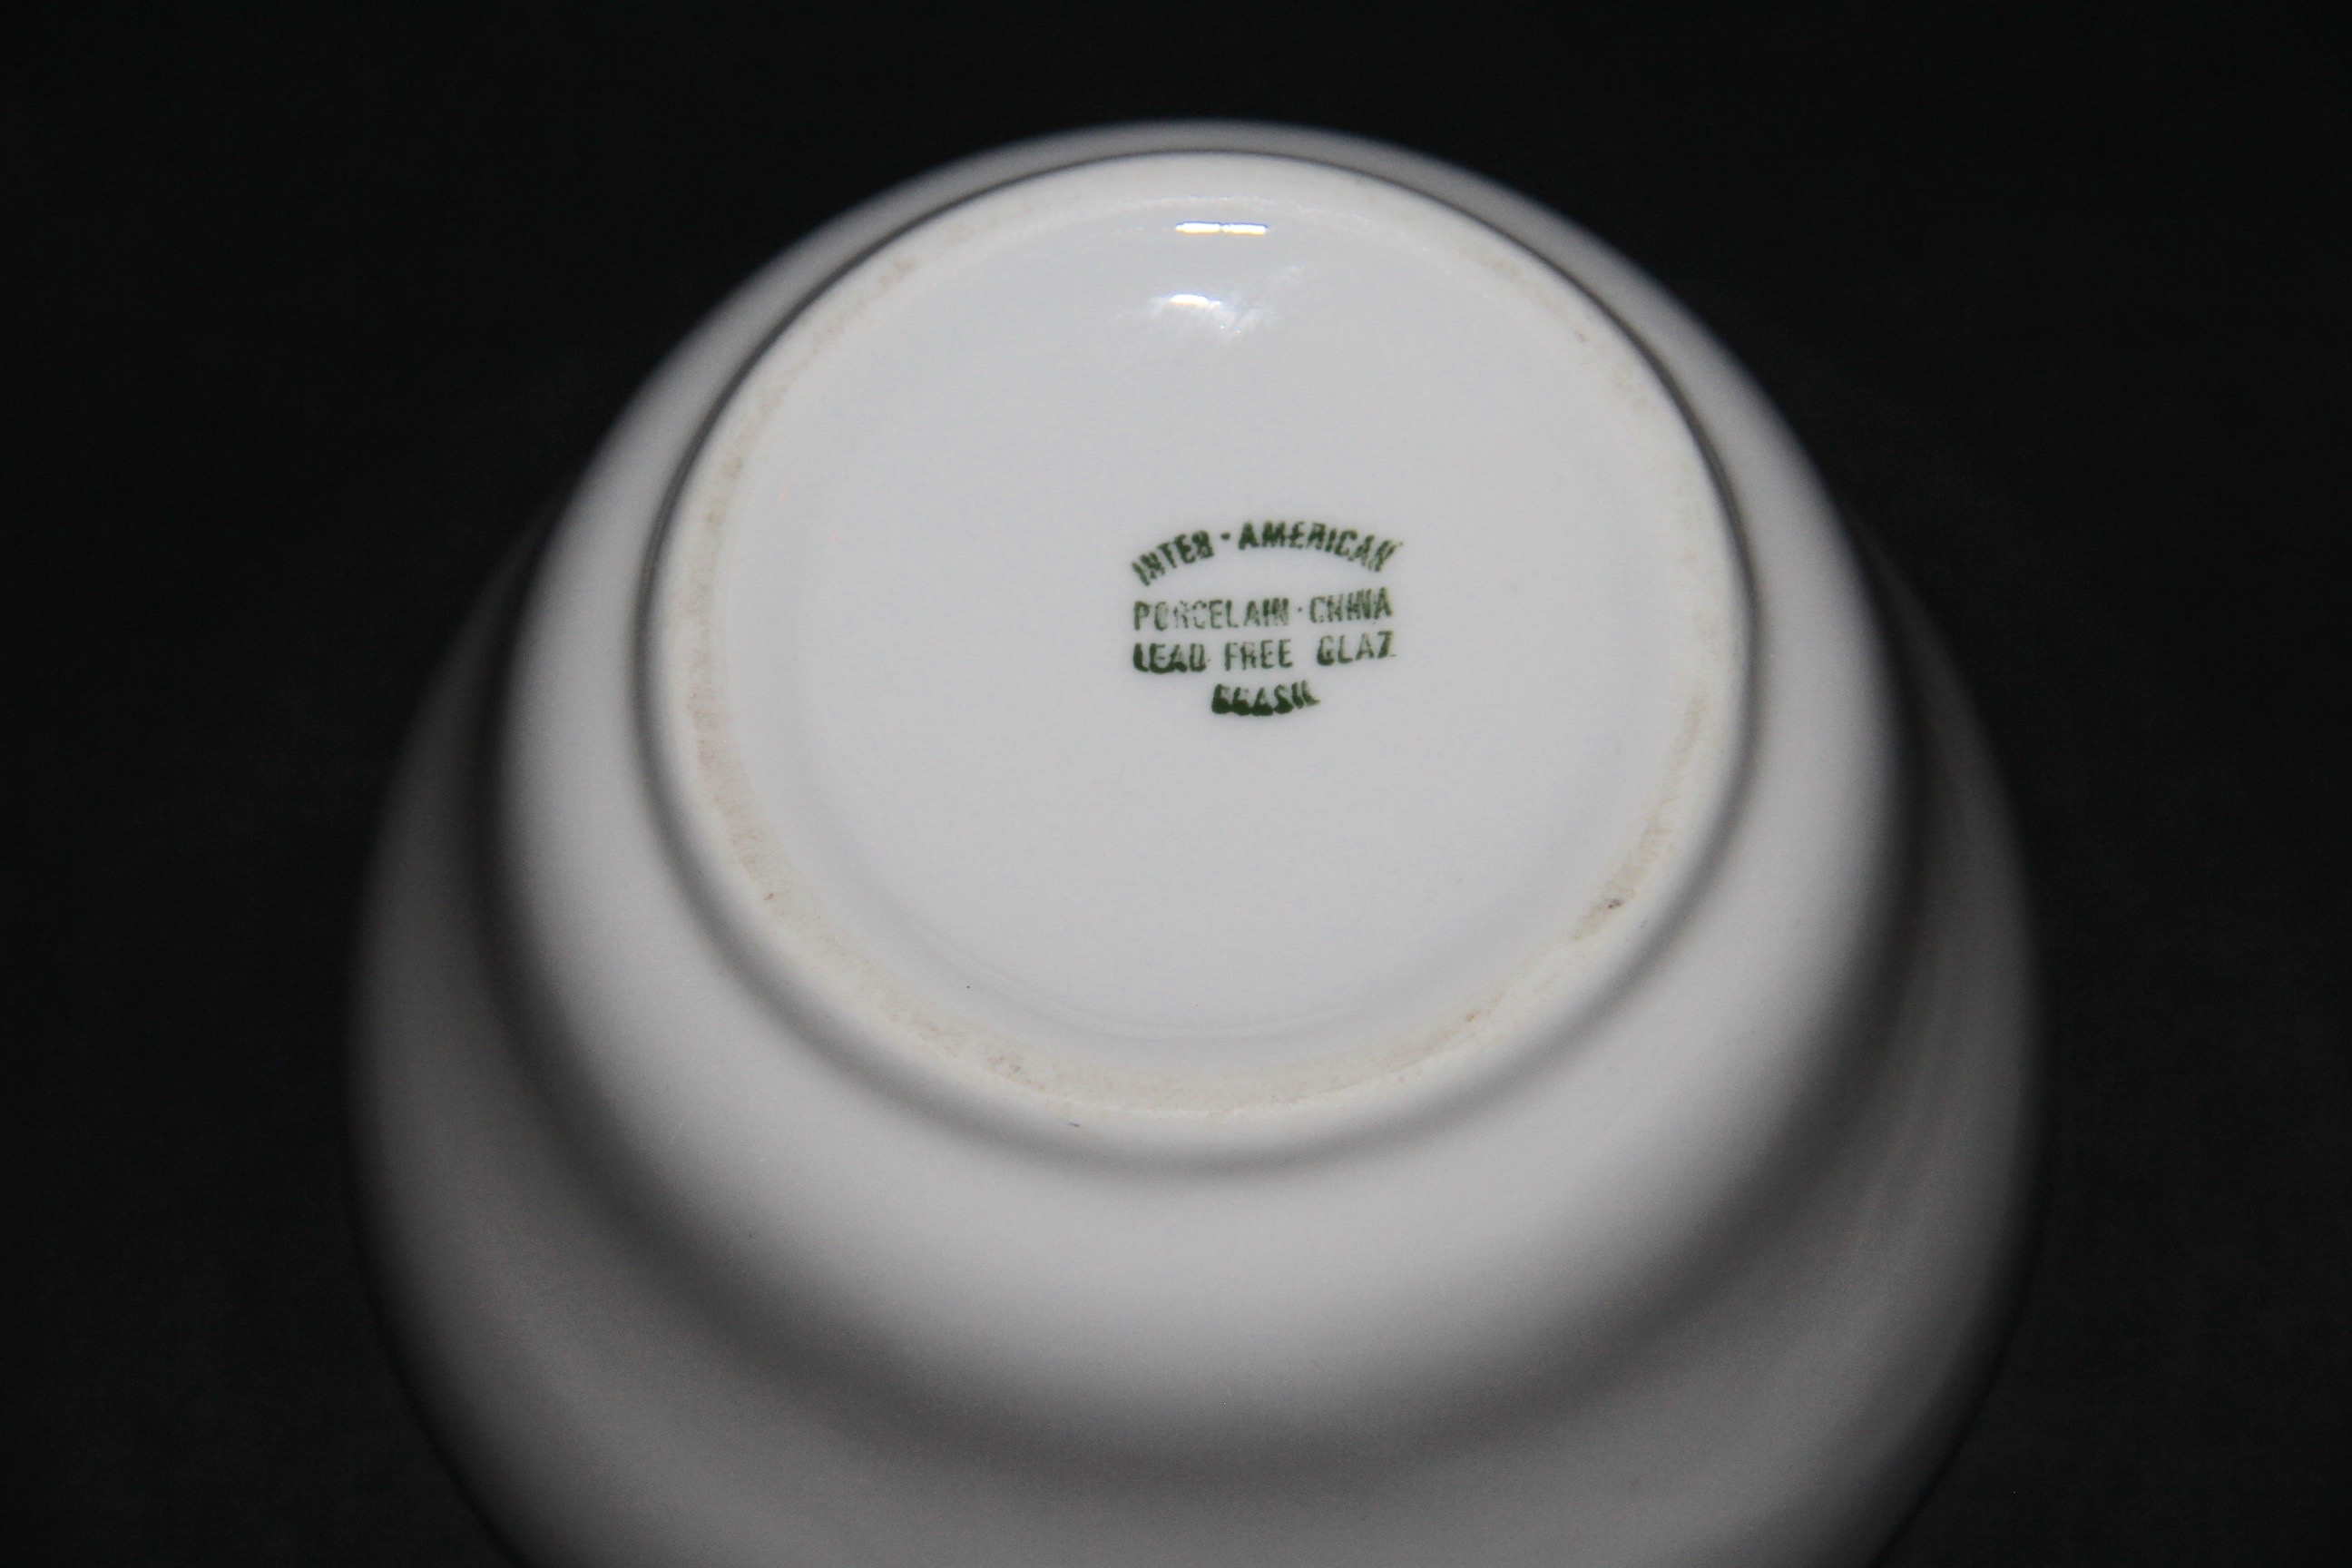 INTER · AMERICAN
PORCELAIN · CHINA
LEAD FREE GLAZ
BRASIL